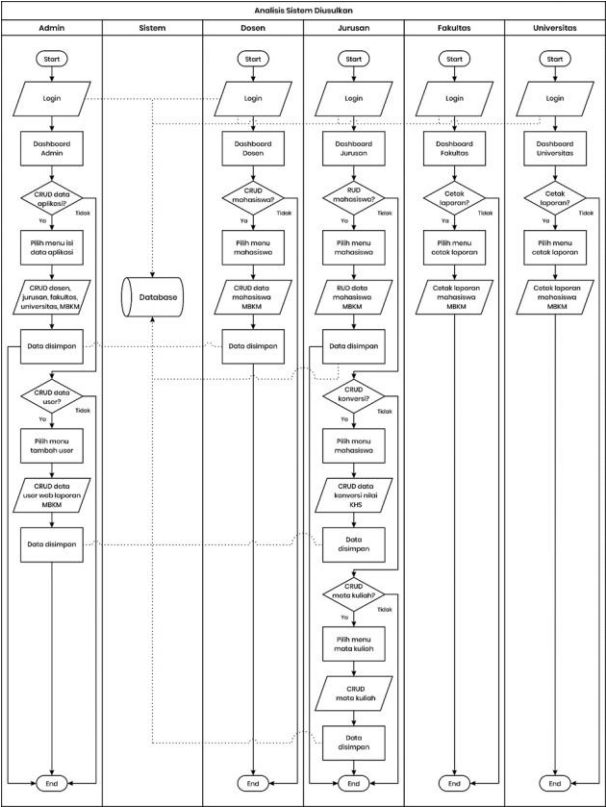 Analisis Sistem Diusulkan
Admin
Sistem
Dosen
Jurusan
Fakultas
Universitas
Start
Login
Dashboard
Admin
CRUD data
aplikasi?
Ya
Tidak
Pilih menu isi
data aplikasi
CRUD dosen,
jurusan, fakultas,
universitas, MBKM
Data disimpan
CRUD data
user?
Ya
Tidak
Pilih menu
tambah user
CRUD data
user web laporan
MBKM
Data disimpan
End
Database
Start
Login
Dashboard
Dosen
CRUD
mahasiswa?
Ya
Tidak
Pilih menu
mahasiswa
CRUD data
mahasiswa
MBKM
Data disimpan
End
Start
Login
Dashboard
Jurusan
RUD
mahasiswa?
Ya
Tidak
Pilih menu
mahasiswa
RUD data
mahasiswa
MBKM
Data disimpan
CRUD
konversi?
Ya
Tidak
Pilih menu
mahasiswa
CRUD data
konversi nilai
KHS
Data
disimpan
CRUD
mata kuliah?
Ya
Tidak
Pilih menu
mata kuliah
CRUD
mata kuliah
Data
disimpan
End
Start
Login
Dashboard
Fakultas
Cetak
laporan?
Ya
Tidak
Pilih menu
cetak laporan
Cetak laporan
mahasiswa
MBKM
End
Start
Login
Dashboard
Universitas
Cetak
laporan?
Ya
Tidak
Pilih menu
cetak laporan
Cetak laporan
mahasiswa
MBKM
End